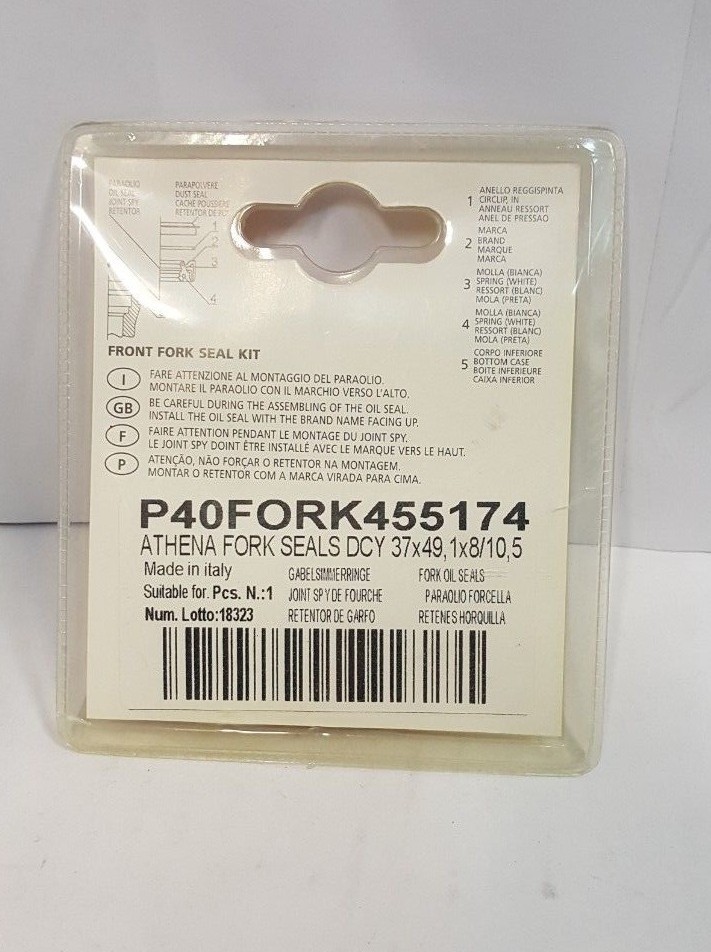 PARAOLIO
OIL SEAL
JOINT SPY
RETENTOR
PARAPOLVERE
DUST SEAL
CACHE POUSSIERE
RETENTOR DE
1
2
3
4
1 ANELLO REGGISPINTA
CIRCLIP, IN
ANNEAU RESSORT
ANEL DE PRESSAO
2 MARCA
BRAND
MARQUE
MARCA
3 MOLLA (BIANCA)
SPRING (WHITE)
RESSORT (BLANC)
MOLA (PRETA)
4 MOLLA (BIANCA)
SPRING (WHITE)
RESSORT (BLANC)
MOLA (PRETA)
5 CORPO INFERIORE
BOTTOM CASE
BOITE INFERIEURE
CAIXA INFERIOR
FRONT FORK SEAL KIT
I FARE ATTENZIONE AL MONTAGGIO DEL PARAOLIO.
MONTARE IL PARAOLIO CON IL MARCHIO VERSO L'ALTO.
GB BE CAREFUL DURING THE ASSEMBLING OF THE OIL SEAL.
INSTALL THE OIL SEAL WITH THE BRAND NAME FACING UP.
F FAIRE ATTENTION PENDANT LE MONTAGE DU JOINT SPY.
LE JOINT SPY DOINT ÊTRE INSTALLÉ AVEC LE MARQUE VERS LE HAUT.
P ATENÇÃO, NÃO FORÇAR O RETENTOR NA MONTAGEM.
MONTAR O RETENTOR COM A MARCA VIRADA PARA CIMA.
P40FORK455174
ATHENA FORK SEALS DCY 37x49,1x8/10,5
Made in italy
Suitable for. Pcs. N.:1
Num. Lotto:18323
GABELSIMMERRINGE
JOINT SPY DE FOURCHE
RETENTOR DE GARFO
FORK OIL SEALS
PARAOLIO FORCELLA
RETENES HORQUILLA